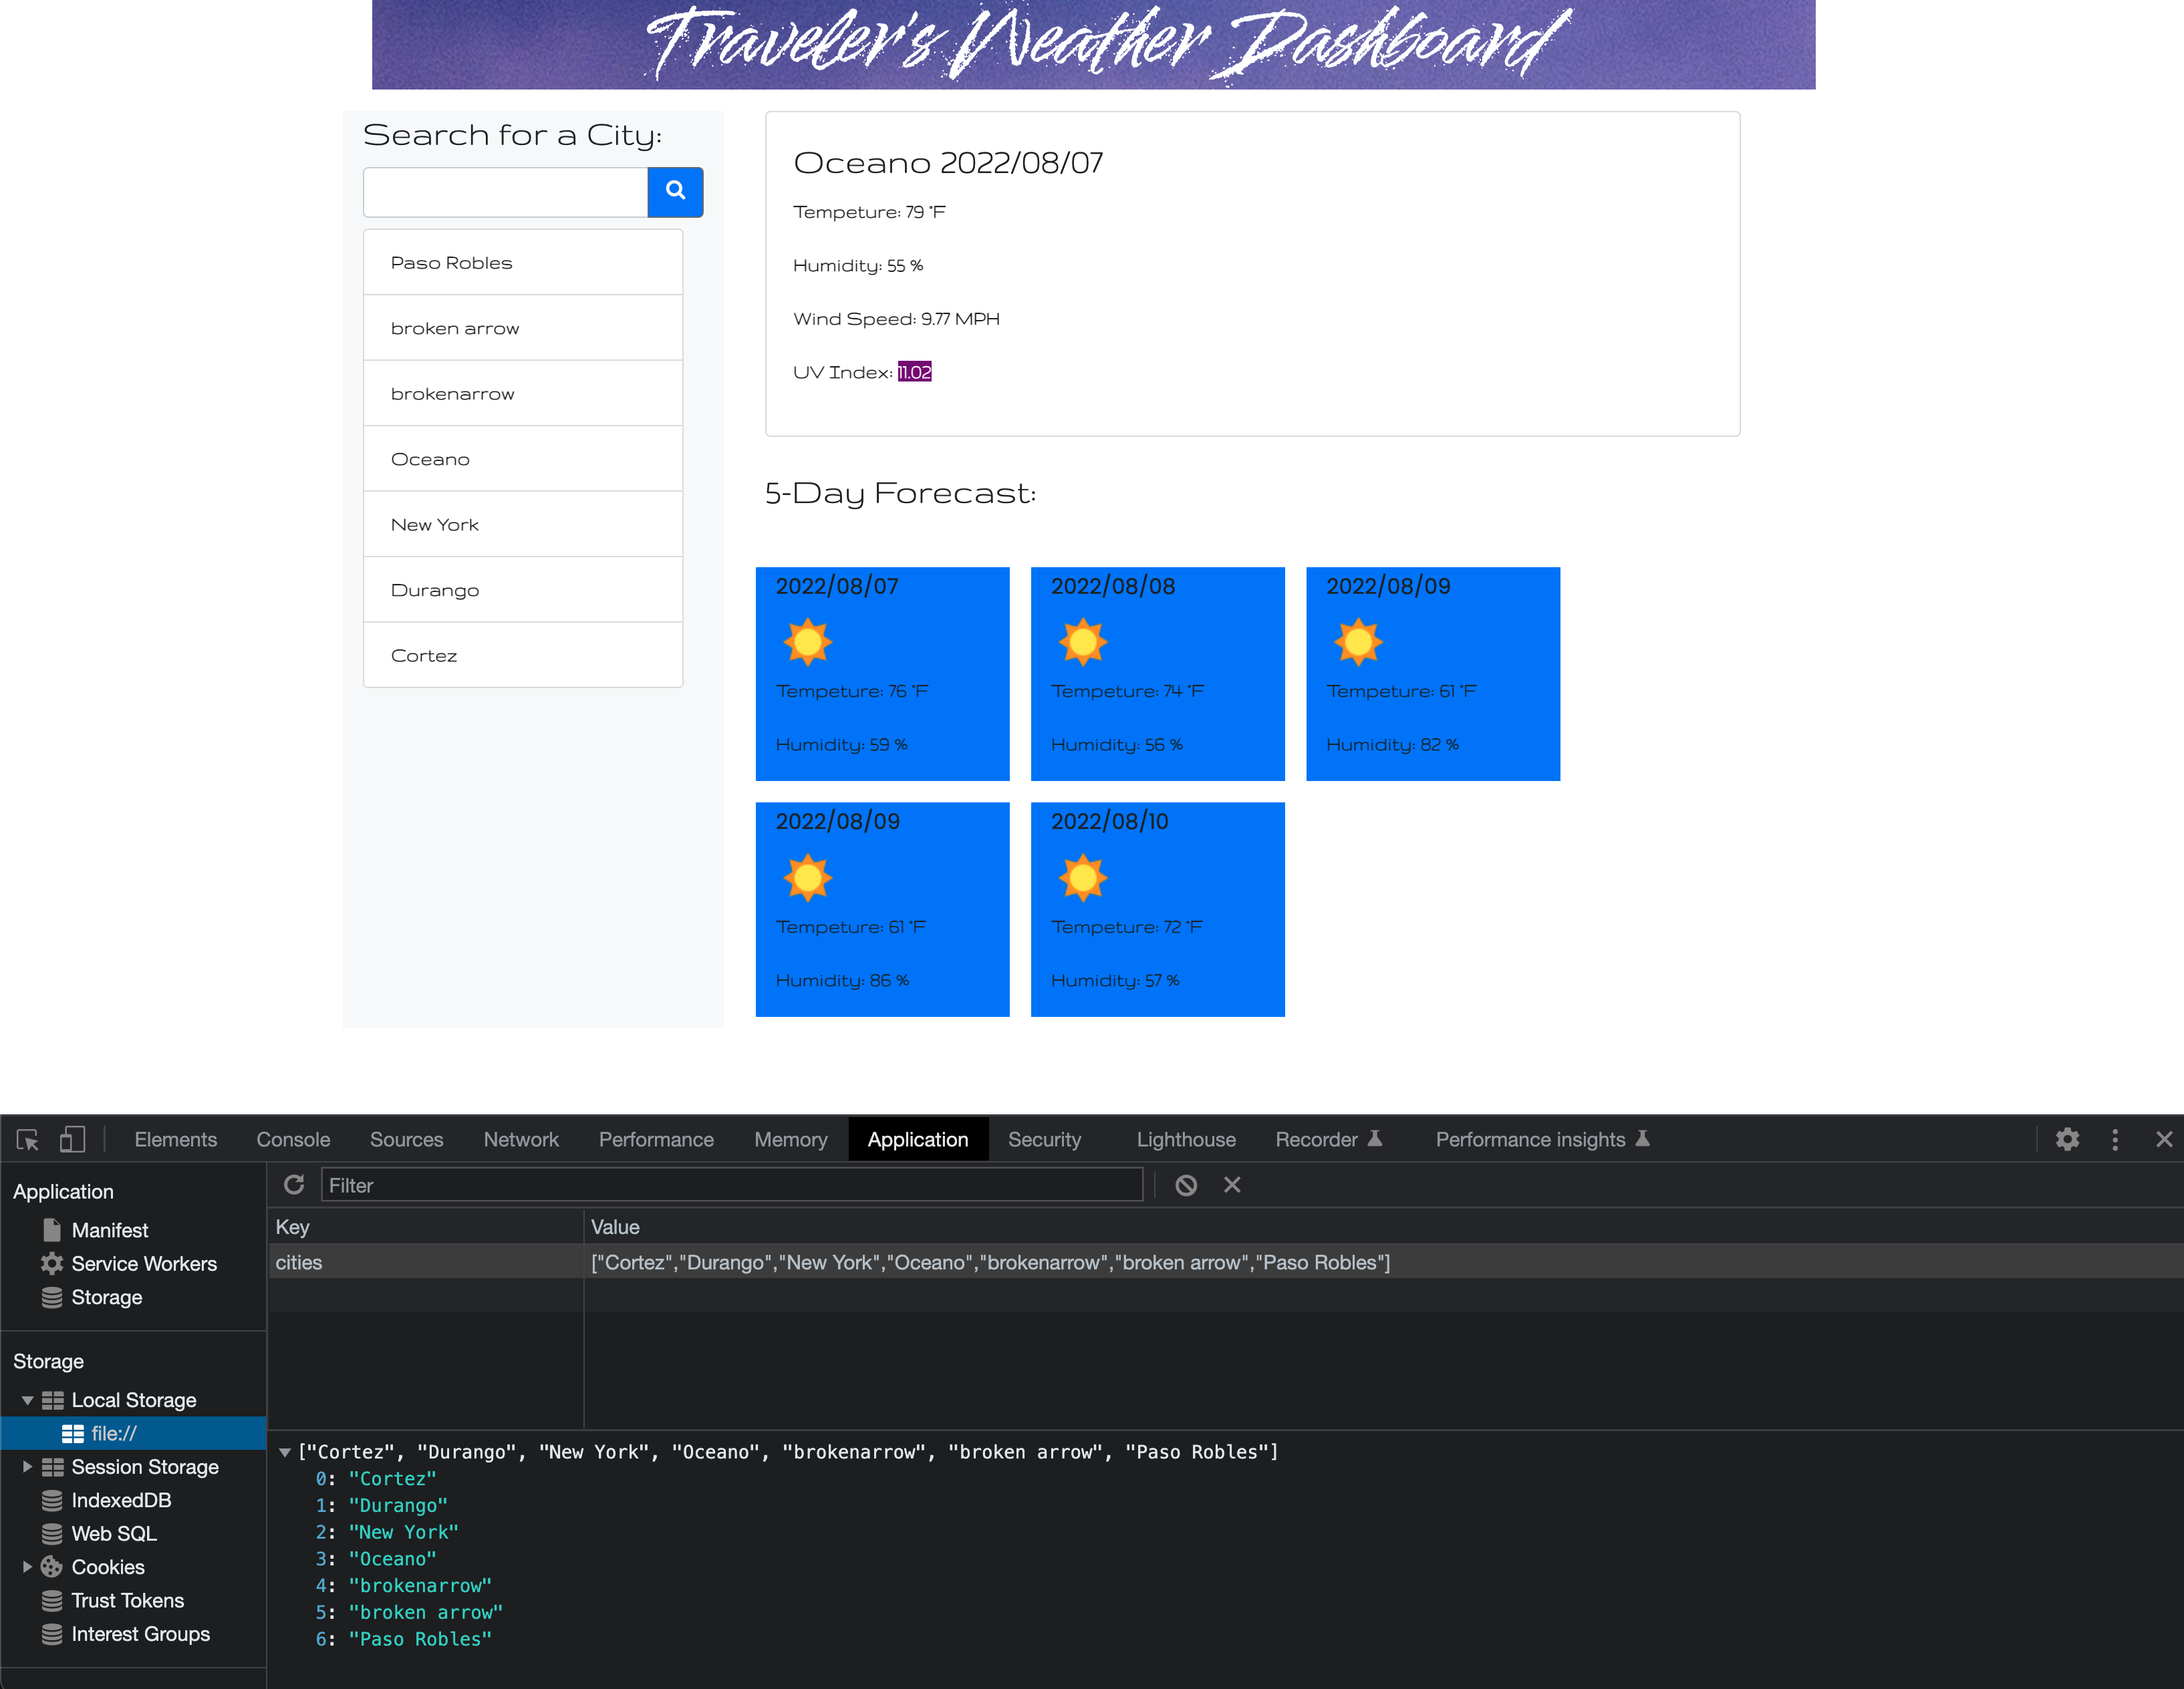 Traveler's Weather Dashboard
Search for a City:
Paso Robles
broken arrow
brokenarrow
Oceano
New York
Durango
Cortez
Oceano 2022/08/07
Tempeture: 79 °F
Humidity: 55 %
Wind Speed: 9.77 MPH
UV Index: 11.02
5-Day Forecast:
2022/08/07
Tempeture: 76 °F
Humidity: 59 %
2022/08/08
Tempeture: 74 °F
Humidity: 56 %
2022/08/09
Tempeture: 61 °F
Humidity: 82 %
2022/08/09
Tempeture: 61 °F
Humidity: 86 %
2022/08/10
Tempeture: 72 °F
Humidity: 57 %
Elements Console Sources Network Performance Memory Application Security Lighthouse Recorder Performance insights
Application
Manifest
Service Workers
Storage
Storage
Local Storage
file://
Session Storage
IndexedDB
Web SQL
Cookies
Trust Tokens
Interest Groups
Filter
Key Value
cities ["Cortez","Durango","New York","Oceano","brokenarrow","broken arrow","Paso Robles"]
["Cortez", "Durango", "New York", "Oceano", "brokenarrow", "broken arrow", "Paso Robles"]
0: "Cortez"
1: "Durango"
2: "New York"
3: "Oceano"
4: "brokenarrow"
5: "broken arrow"
6: "Paso Robles"